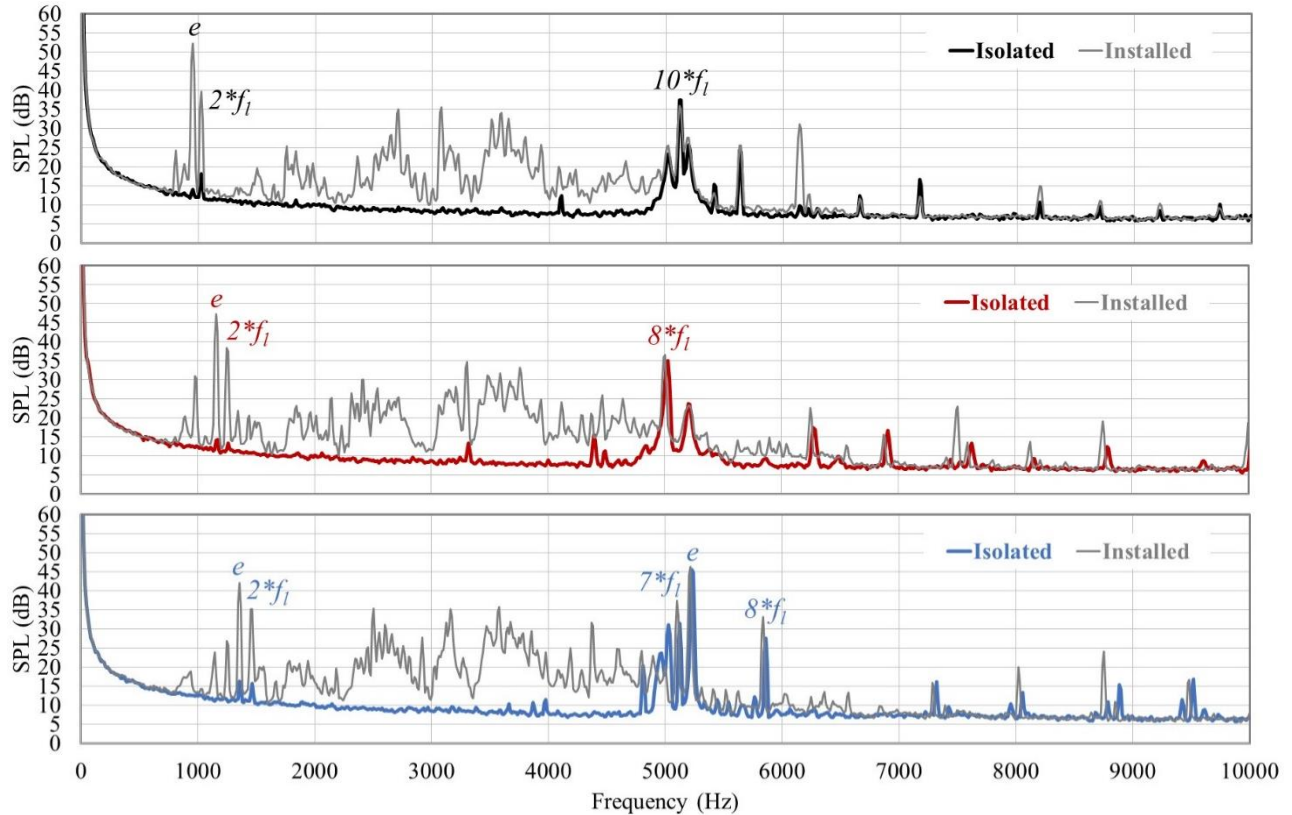 60
55
50
45
40
35
30
25
20
15
10
5
0
SPL (dB)
e
2*f₁
10*f₁
Isolated
Installed
60
55
50
45
40
35
30
25
20
15
10
5
0
SPL (dB)
e
2*f₁
8*f₁
Isolated
Installed
60
55
50
45
40
35
30
25
20
15
10
5
0
SPL (dB)
e
2*f₁
7*f₁
e
8*f₁
Isolated
Installed
0 1000 2000 3000 4000 5000 6000 7000 8000 9000 10000
Frequency (Hz)